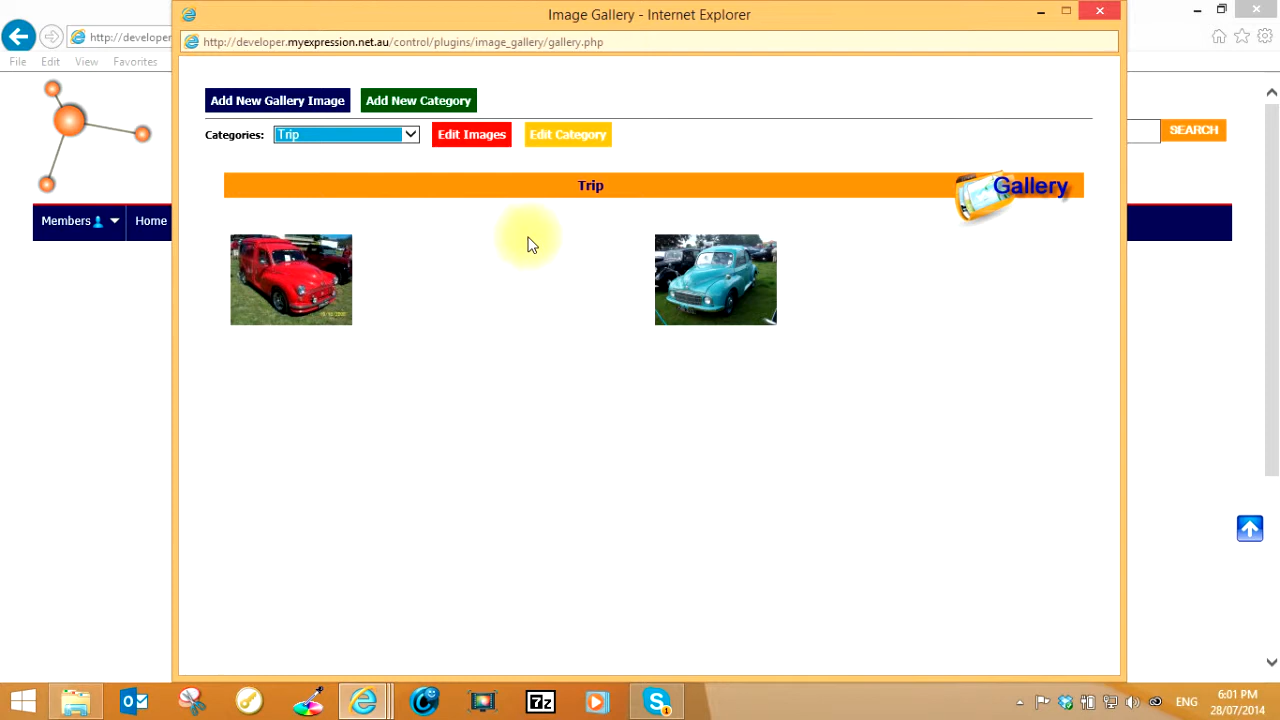 Image Gallery - Internet Explorer
http://developer.myexpression.net.au/control/plugins/image_gallery/gallery.php
http://developer
File Edit View Favorites
Add New Gallery Image Add New Category
Categories: Trip Edit Images Edit Category
SEARCH
Trip
Gallery
Members Home
7z
ENG
6:01 PM
28/07/2014